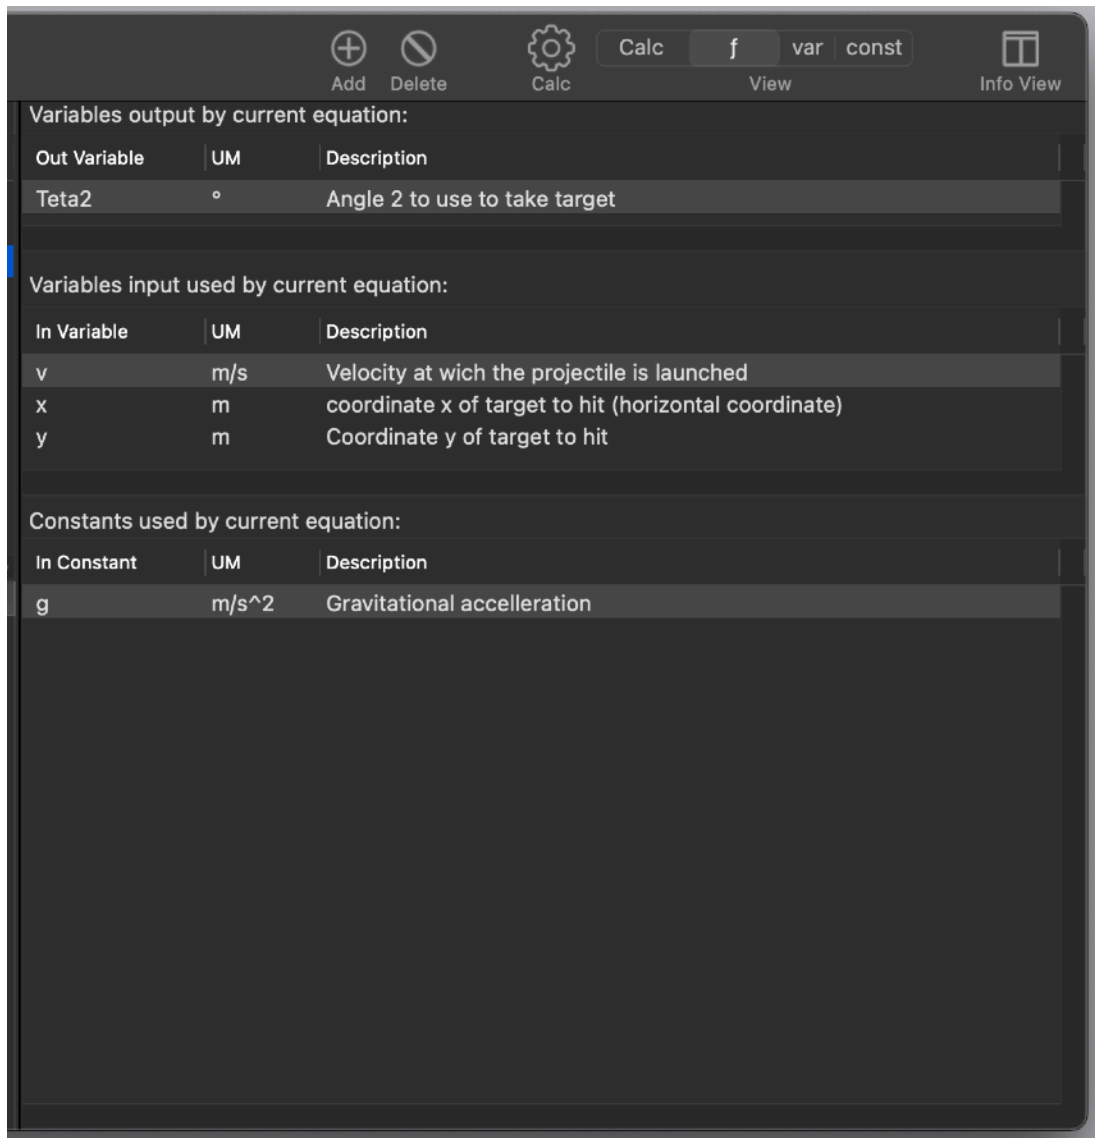 Calc ƒ var const
Add Delete Calc View Info View
Variables output by current equation:
Out Variable UM Description
Teta2 ° Angle 2 to use to take target
Variables input used by current equation:
In Variable UM Description
v m/s Velocity at wich the projectile is launched
x m coordinate x of target to hit (horizontal coordinate)
y m Coordinate y of target to hit
Constants used by current equation:
In Constant UM Description
g m/s^2 Gravitational accelleration